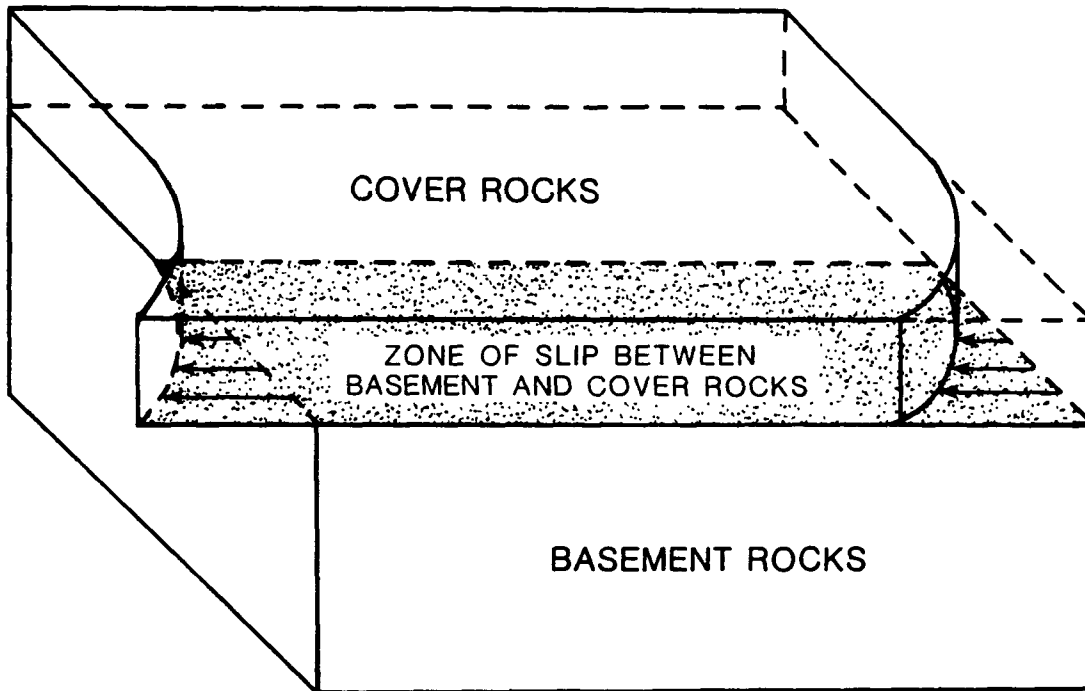 COVER ROCKS
ZONE OF SLIP BETWEEN
BASEMENT AND COVER ROCKS
BASEMENT ROCKS